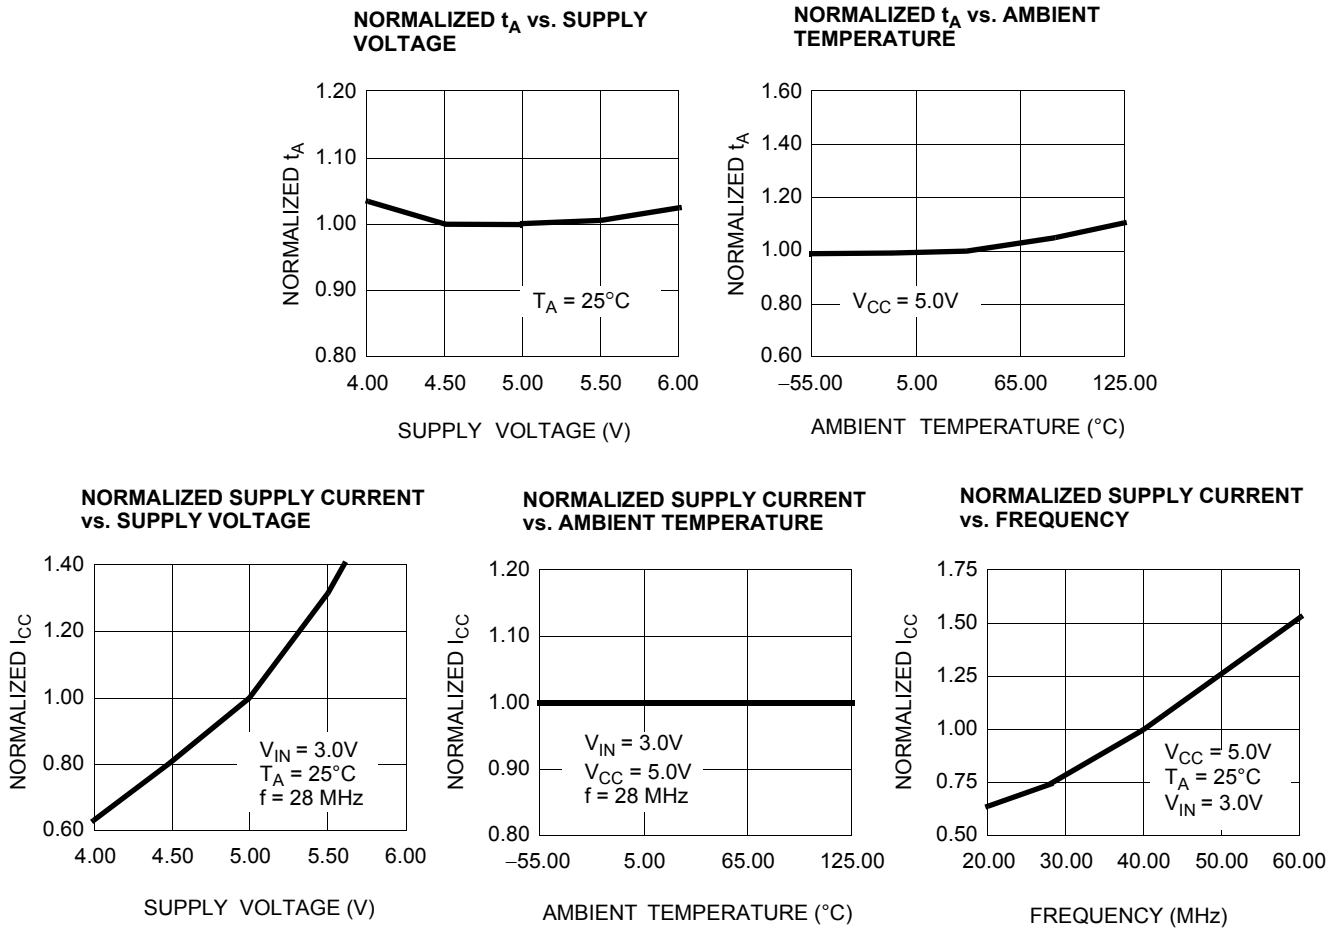 NORMALIZED tA vs. SUPPLY
VOLTAGE
1.20
1.10
1.00
0.90
0.80
NORMALIZED tA
TA = 25°C
4.00 4.50 5.00 5.50 6.00
SUPPLY VOLTAGE (V)
NORMALIZED tA vs. AMBIENT
TEMPERATURE
1.60
1.40
1.20
1.00
0.80
0.60
NORMALIZED tA
VCC = 5.0V
−55.00 5.00 65.00 125.00
AMBIENT TEMPERATURE (°C)
NORMALIZED SUPPLY CURRENT
vs. SUPPLY VOLTAGE
1.40
1.20
1.00
0.80
0.60
NORMALIZED ICC
VIN = 3.0V
TA = 25°C
f = 28 MHz
4.00 4.50 5.00 5.50 6.00
SUPPLY VOLTAGE (V)
NORMALIZED SUPPLY CURRENT
vs. AMBIENT TEMPERATURE
1.20
1.10
1.00
0.90
0.80
NORMALIZED ICC
VIN = 3.0V
VCC = 5.0V
f = 28 MHz
−55.00 5.00 65.00 125.00
AMBIENT TEMPERATURE (°C)
NORMALIZED SUPPLY CURRENT
vs. FREQUENCY
1.75
1.50
1.25
1.00
0.75
0.50
NORMALIZED ICC
VCC = 5.0V
TA = 25°C
VIN = 3.0V
20.00 30.00 40.00 50.00 60.00
FREQUENCY (MHz)